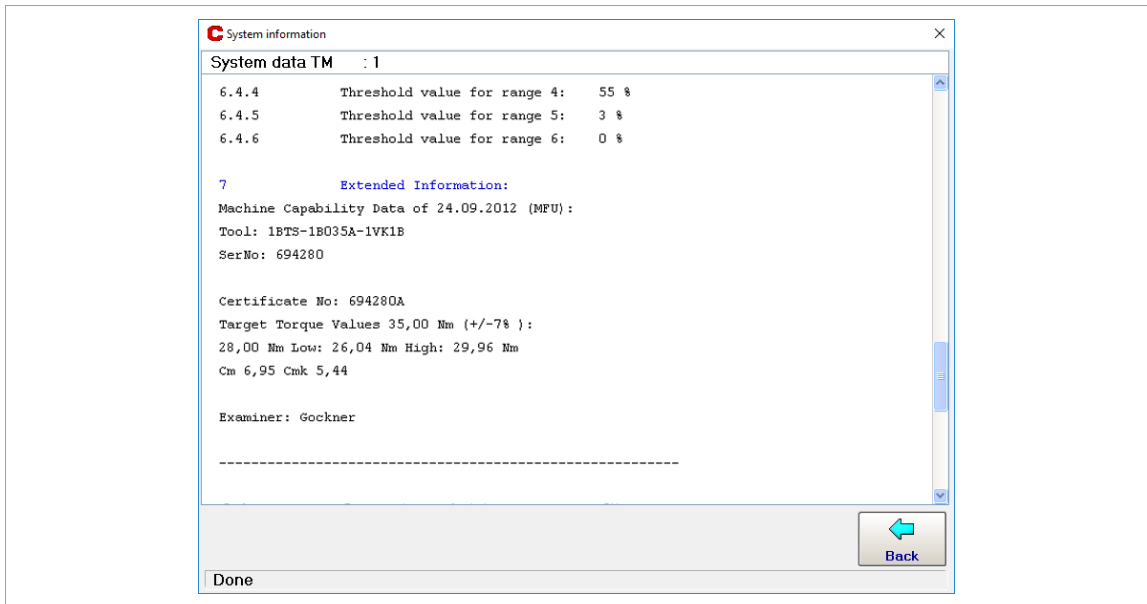 System information
System data TM : 1
6.4.4 Threshold value for range 4: 55 %
6.4.5 Threshold value for range 5: 3 %
6.4.6 Threshold value for range 6: 0 %
7 Extended Information:
Machine Capability Data of 24.09.2012 (MFU):
Tool: 1BTS-1B035A-1VK1B
SerNo: 694280
Certificate No: 694280A
Target Torque Values 35,00 Nm (+/-7% ):
28,00 Nm Low: 26,04 Nm High: 29,96 Nm
Cm 6,95 Cmk 5,44
Examiner: Gockner
----------------------------------------------------------
Back
Done